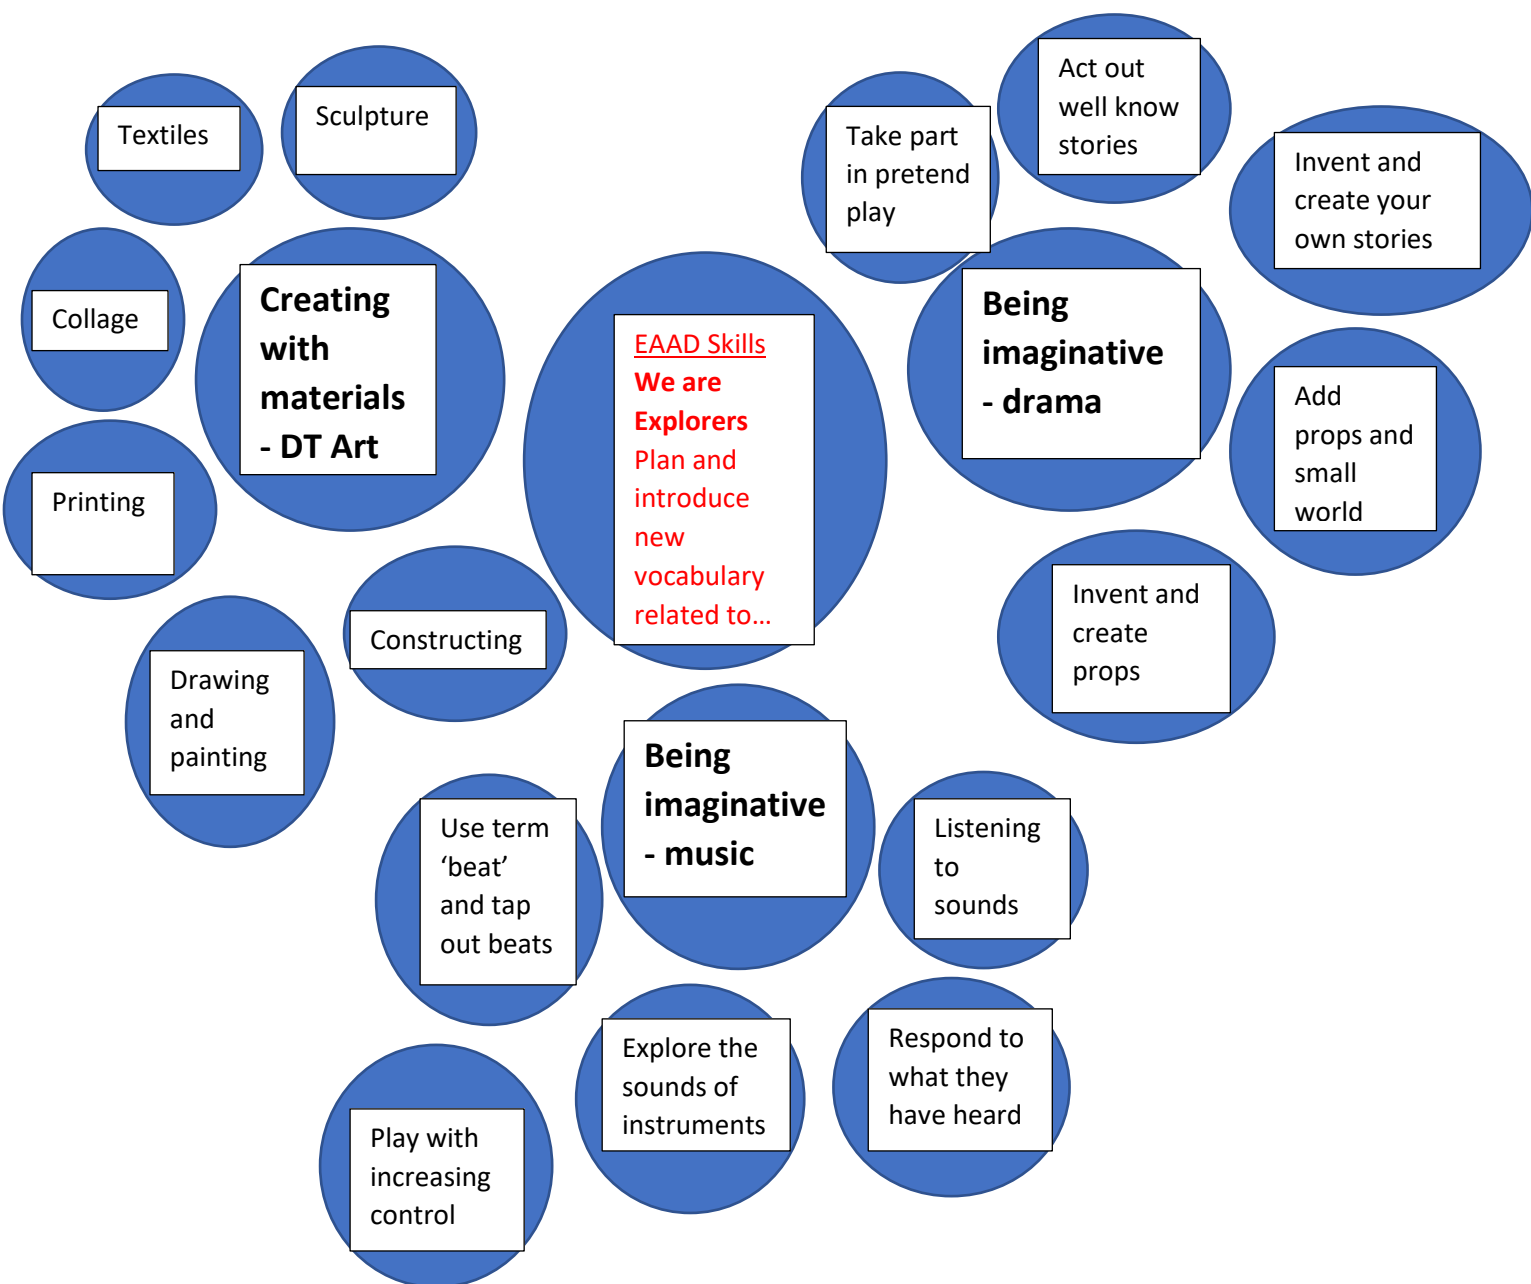 Textiles
Sculpture
Collage
Creating
with
materials
- DT Art
Printing
Drawing
and
painting
Constructing
EAAD Skills
We are
Explorers
Plan and
introduce
new
vocabulary
related to…
Take part
in pretend
play
Act out
well know
stories
Invent and
create your
own stories
Being
imaginative
- drama
Add
props and
small
world
Invent and
create
props
Being
imaginative
- music
Use term
‘beat’
and tap
out beats
Listening
to
sounds
Play with
increasing
control
Explore the
sounds of
instruments
Respond to
what they
have heard